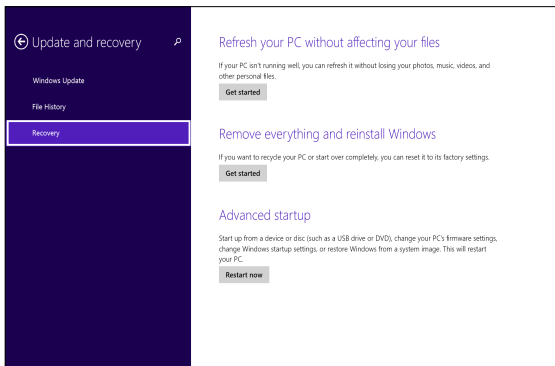 Update and recovery
Windows Update
File History
Recovery
Refresh your PC without affecting your files
If your PC isn't running well, you can refresh it without losing your photos, music, videos, and
other personal files.
Get started
Remove everything and reinstall Windows
If you want to recycle your PC or start over completely, you can reset it to its factory settings.
Get started
Advanced startup
Start up from a device or disc (such as a USB drive or DVD), change your PC's firmware settings,
change Windows startup settings, or restore Windows from a system image. This will restart
your PC.
Restart now